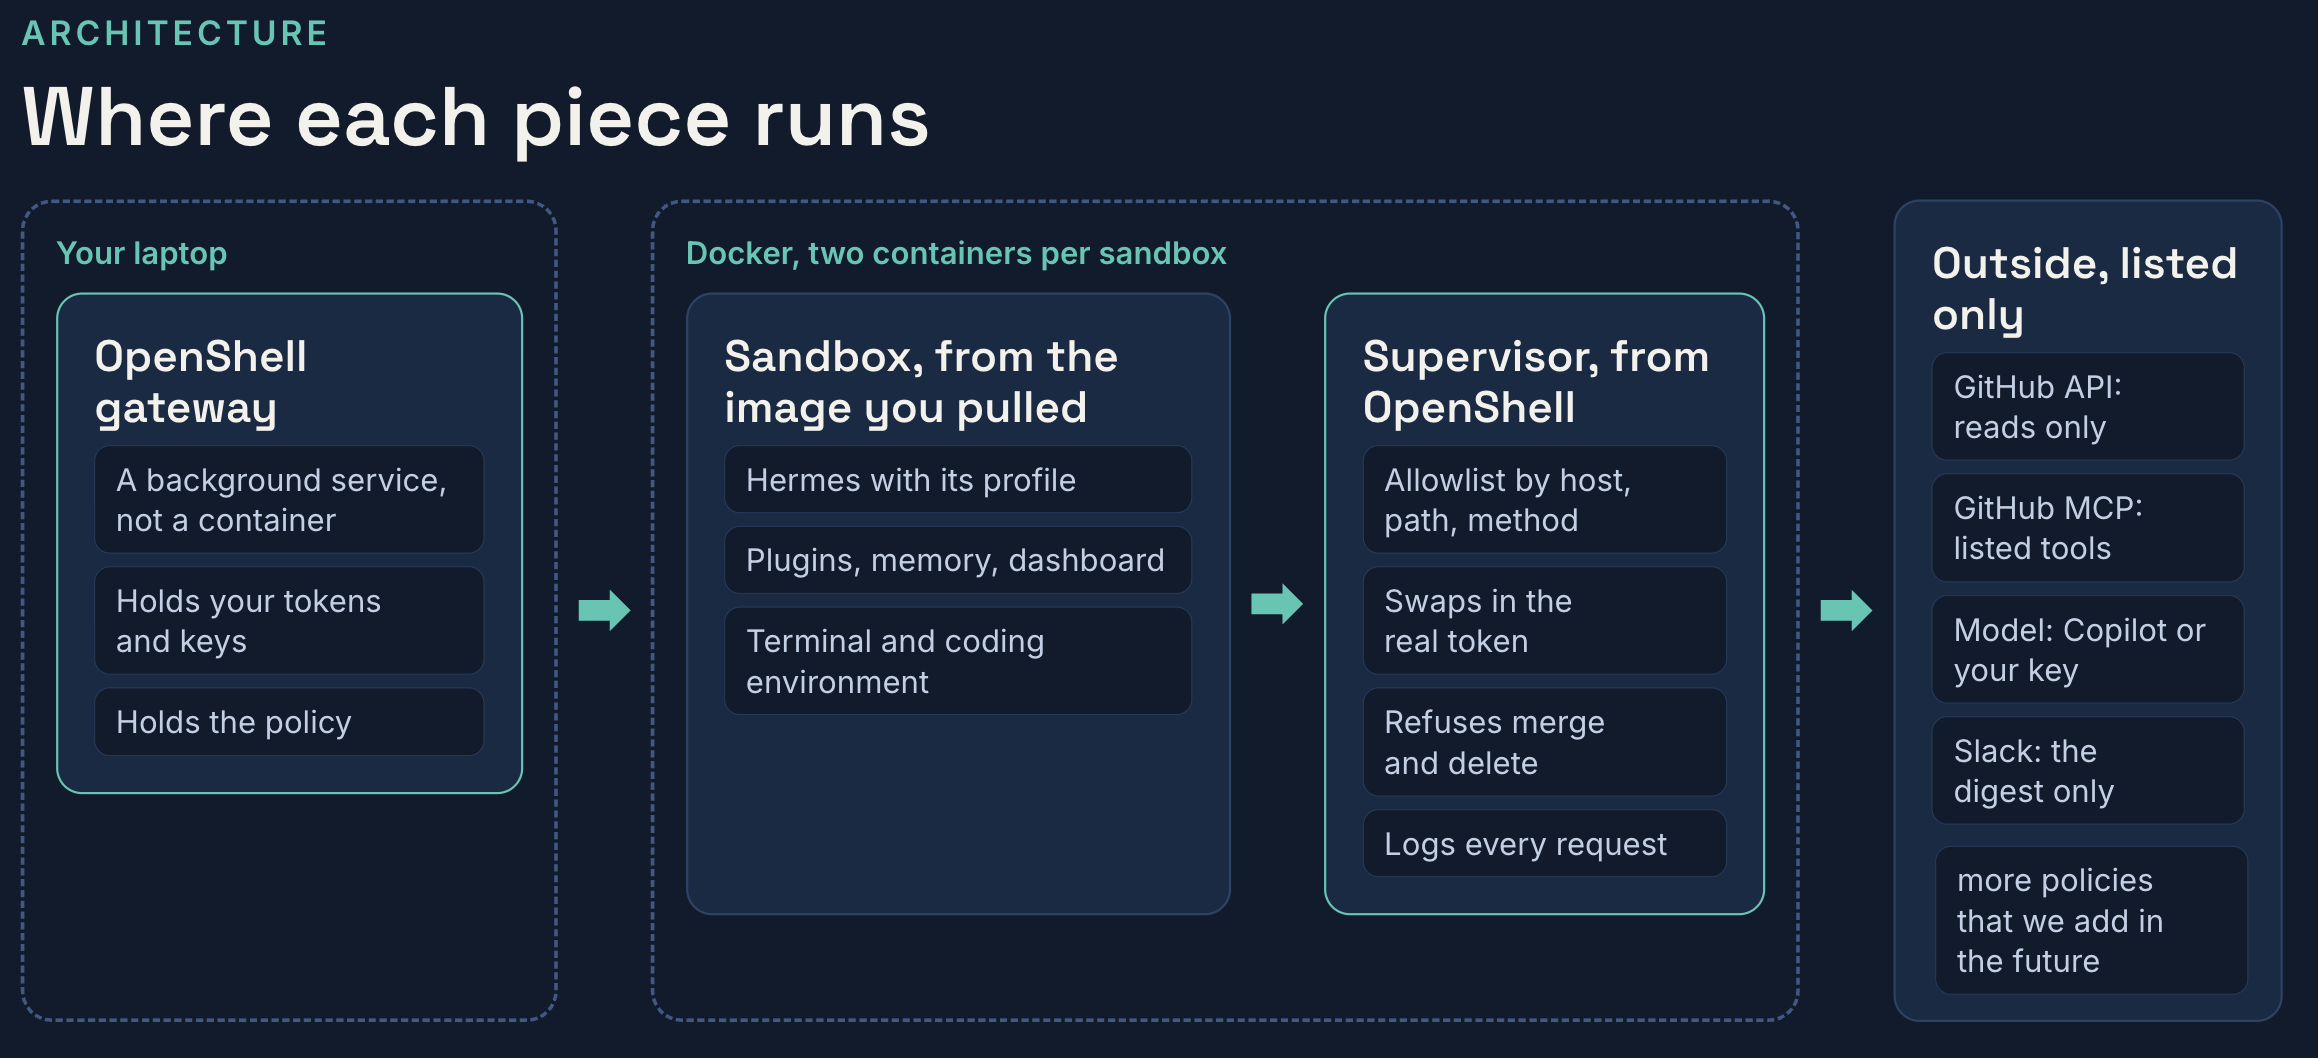 ARCHITECTURE
Where each piece runs
Your laptop
OpenShell
gateway
A background service,
not a container
Holds your tokens
and keys
Holds the policy
Docker, two containers per sandbox
Sandbox, from the
image you pulled
Hermes with its profile
Plugins, memory, dashboard
Terminal and coding
environment
Supervisor, from
OpenShell
Allowlist by host,
path, method
Swaps in the
real token
Refuses merge
and delete
Logs every request
Outside, listed
only
GitHub API:
reads only
GitHub MCP:
listed tools
Model: Copilot or
your key
Slack: the
digest only
more policies
that we add in
the future